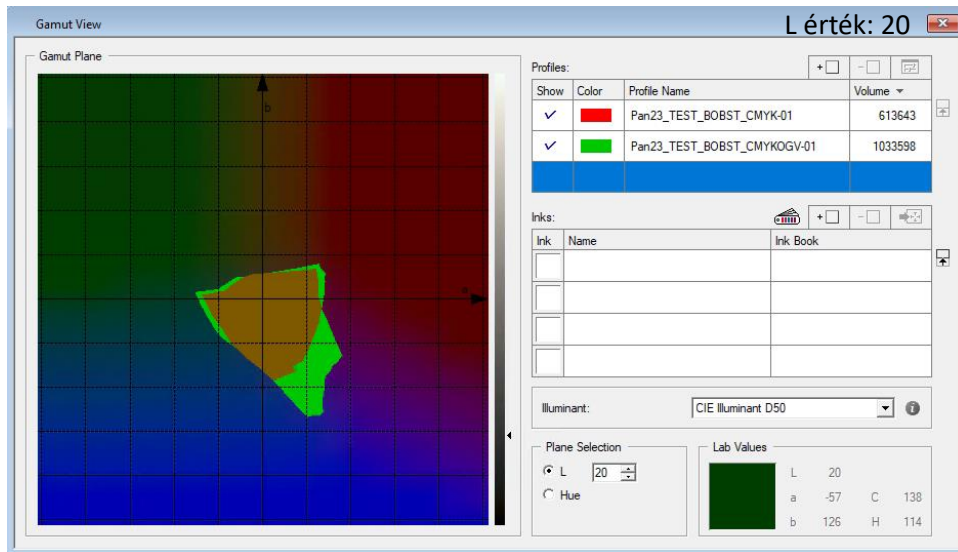 Gamut View
L érték: 20
Gamut Plane
b
a
Profiles:
Show Color Profile Name Volume
Pan23_TEST_BOBST_CMYK-01 613643
Pan23_TEST_BOBST_CMYKOGV-01 1033598
Inks:
Ink Name Ink Book
Illuminant: CIE Illuminant D50
Plane Selection
L 20
Hue
Lab Values
L 20
a -57 C 138
b 126 H 114